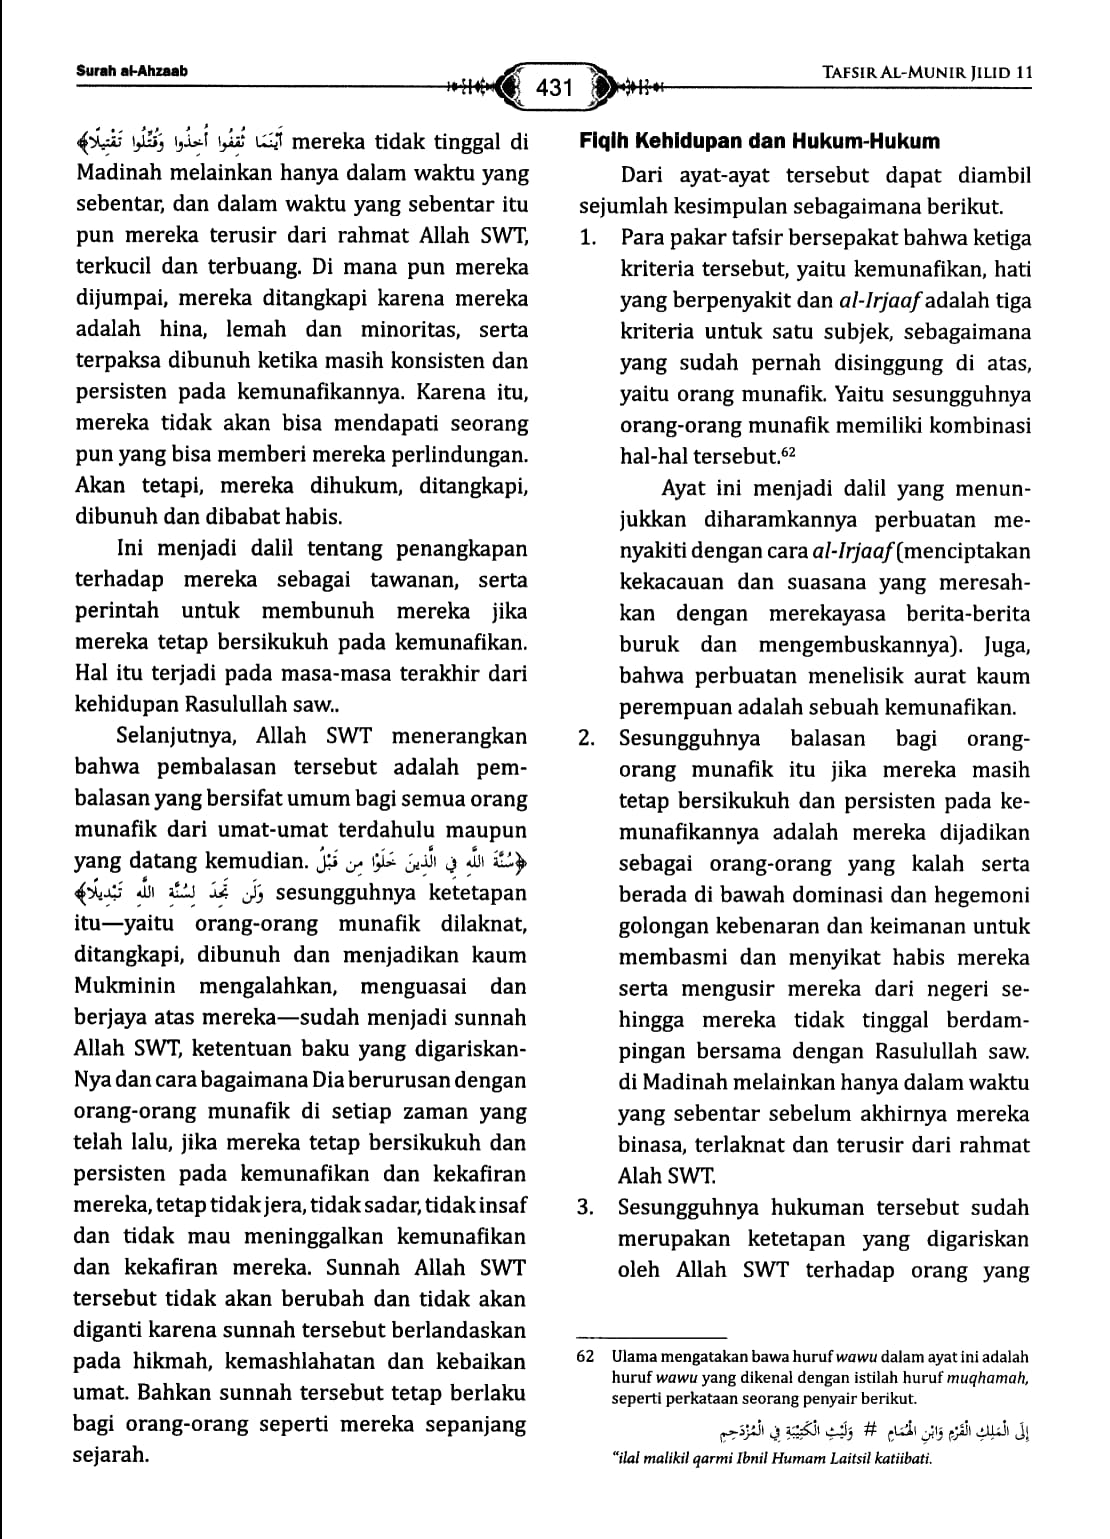 Surah al-Ahzaab
431
TAFSIR AL-MUNIR JILID 11
أَيْنَمَا ثُقِفُوا أُخِذُوا وَقُتِّلُوا تَقْتِيلًا﴾ mereka tidak tinggal di
Madinah melainkan hanya dalam waktu yang
sebentar, dan dalam waktu yang sebentar itu
pun mereka terusir dari rahmat Allah SWT,
terkucil dan terbuang. Di mana pun mereka
dijumpai, mereka ditangkapi karena mereka
adalah hina, lemah dan minoritas, serta
terpaksa dibunuh ketika masih konsisten dan
persisten pada kemunafikannya. Karena itu,
mereka tidak akan bisa mendapati seorang
pun yang bisa memberi mereka perlindungan.
Akan tetapi, mereka dihukum, ditangkapi,
dibunuh dan dibabat habis.
Ini menjadi dalil tentang penangkapan
terhadap mereka sebagai tawanan, serta
perintah untuk membunuh mereka jika
mereka tetap bersikukuh pada kemunafikan.
Hal itu terjadi pada masa-masa terakhir dari
kehidupan Rasulullah saw..
Selanjutnya, Allah SWT menerangkan
bahwa pembalasan tersebut adalah pem-
balasan yang bersifat umum bagi semua orang
munafik dari umat-umat terdahulu maupun
yang datang kemudian. ﴿سُنَّةَ اللَّهِ فِي الَّذِينَ خَلَوْا مِن قَبْلُ
وَلَن تَجِدَ لِسُنَّةِ اللَّهِ تَبْدِيلًا﴾ sesungguhnya ketetapan
itu—yaitu orang-orang munafik dilaknat,
ditangkapi, dibunuh dan menjadikan kaum
Mukminin mengalahkan, menguasai dan
berjaya atas mereka—sudah menjadi sunnah
Allah SWT, ketentuan baku yang digariskan-
Nya dan cara bagaimana Dia berurusan dengan
orang-orang munafik di setiap zaman yang
telah lalu, jika mereka tetap bersikukuh dan
persisten pada kemunafikan dan kekafiran
mereka, tetap tidak jera, tidak sadar, tidak insaf
dan tidak mau meninggalkan kemunafikan
dan kekafiran mereka. Sunnah Allah SWT
tersebut tidak akan berubah dan tidak akan
diganti karena sunnah tersebut berlandaskan
pada hikmah, kemashlahatan dan kebaikan
umat. Bahkan sunnah tersebut tetap berlaku
bagi orang-orang seperti mereka sepanjang
sejarah.
Fiqih Kehidupan dan Hukum-Hukum
Dari ayat-ayat tersebut dapat diambil
sejumlah kesimpulan sebagaimana berikut.
1. Para pakar tafsir bersepakat bahwa ketiga
kriteria tersebut, yaitu kemunafikan, hati
yang berpenyakit dan al-Irjaaf adalah tiga
kriteria untuk satu subjek, sebagaimana
yang sudah pernah disinggung di atas,
yaitu orang munafik. Yaitu sesungguhnya
orang-orang munafik memiliki kombinasi
hal-hal tersebut.62
Ayat ini menjadi dalil yang menun-
jukkan diharamkannya perbuatan me-
nyakiti dengan cara al-Irjaaf (menciptakan
kekacauan dan suasana yang meresah-
kan dengan merekayasa berita-berita
buruk dan mengembuskannya). Juga,
bahwa perbuatan menelisik aurat kaum
perempuan adalah sebuah kemunafikan.
2. Sesungguhnya balasan bagi orang-
orang munafik itu jika mereka masih
tetap bersikukuh dan persisten pada ke-
munafikannya adalah mereka dijadikan
sebagai orang-orang yang kalah serta
berada di bawah dominasi dan hegemoni
golongan kebenaran dan keimanan untuk
membasmi dan menyikat habis mereka
serta mengusir mereka dari negeri se-
hingga mereka tidak tinggal berdam-
pingan bersama dengan Rasulullah saw.
di Madinah melainkan hanya dalam waktu
yang sebentar sebelum akhirnya mereka
binasa, terlaknat dan terusir dari rahmat
Alah SWT.
3. Sesungguhnya hukuman tersebut sudah
merupakan ketetapan yang digariskan
oleh Allah SWT terhadap orang yang
62 Ulama mengatakan bawa huruf wawu dalam ayat ini adalah
huruf wawu yang dikenal dengan istilah huruf muqhamah,
seperti perkataan seorang penyair berikut.
إِلَى الْمَلِكِ الْقَرْمِ وَابْنِ الْهُمَامِ # وَلَيْثِ الْكَتِيْبَةِ فِي الْمُزْدَحِمِ
“ilal malikil qarmi Ibnil Humam Laitsil katiibati.